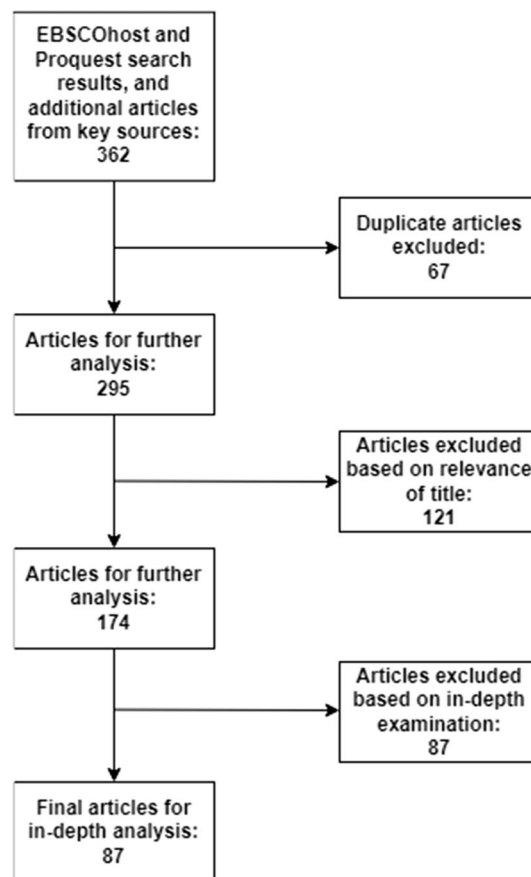 EBSCOhost and
Proquest search
results, and
additional articles
from key sources:
362
Duplicate articles
excluded:
67
Articles for further
analysis:
295
Articles excluded
based on relevance
of title:
121
Articles for further
analysis:
174
Articles excluded
based on in-depth
examination:
87
Final articles for
in-depth analysis:
87